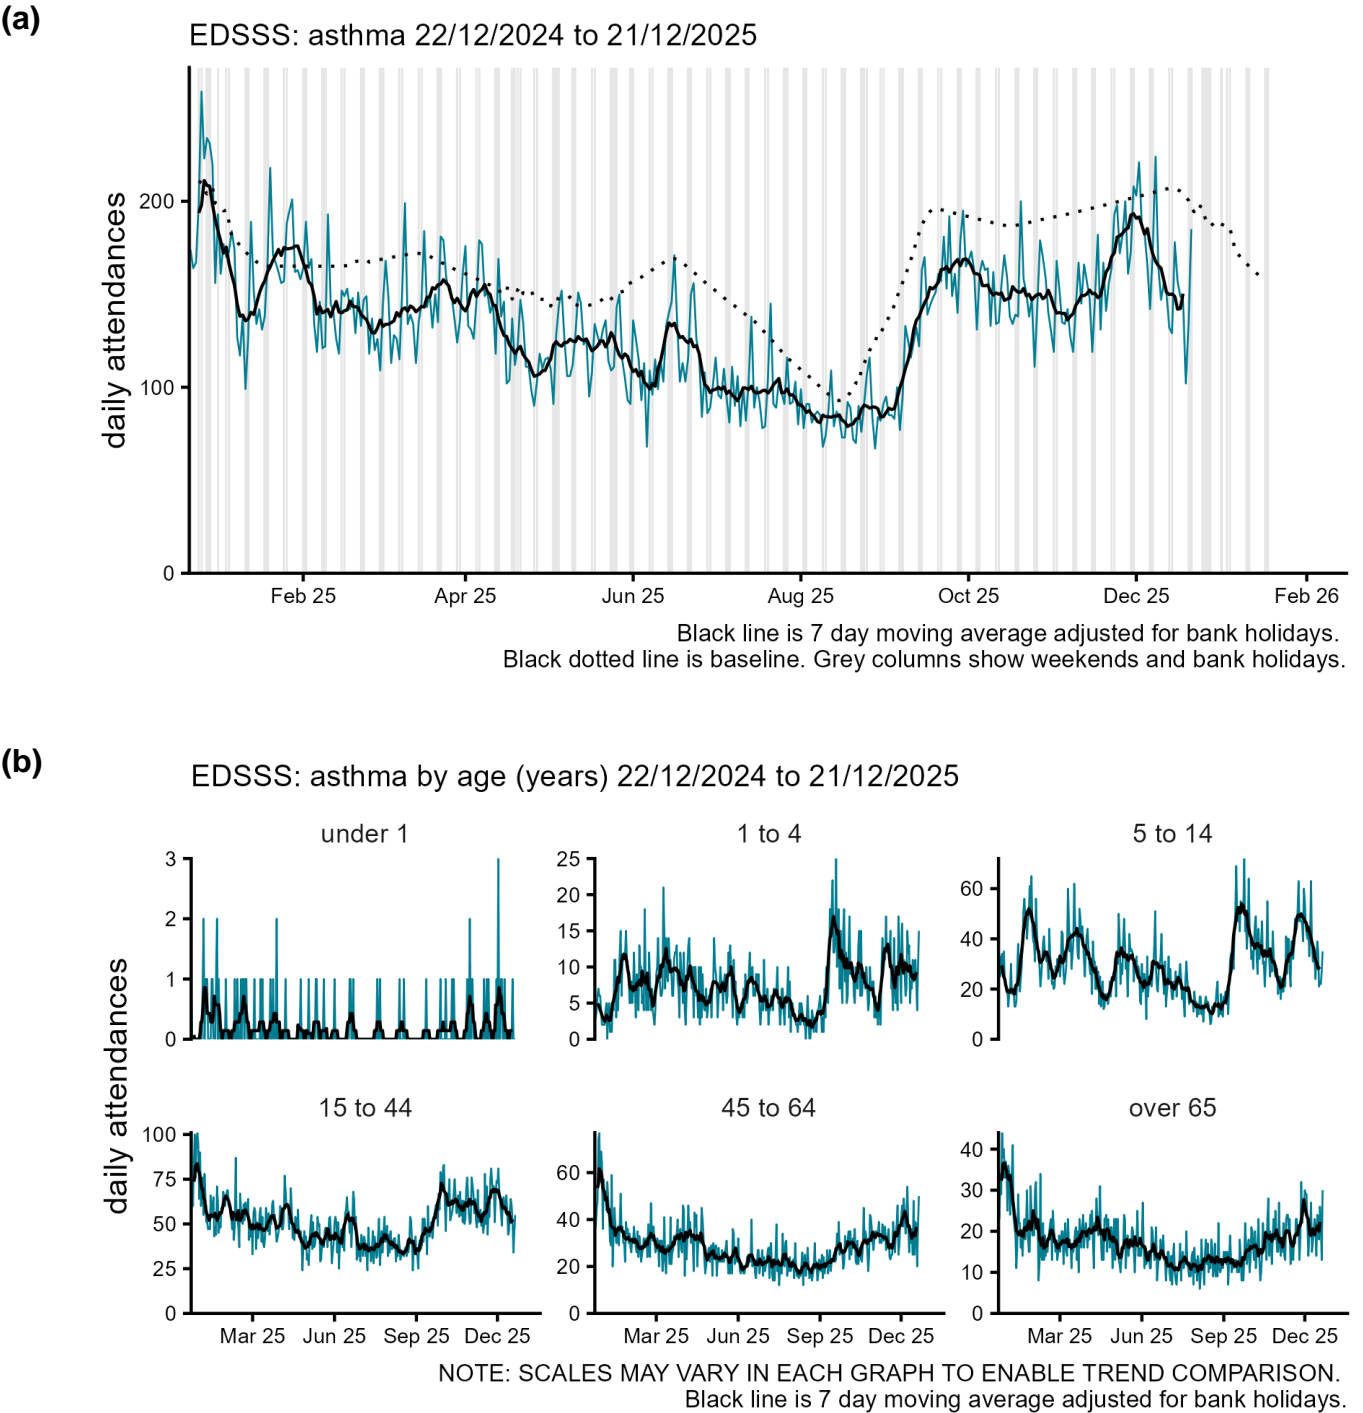 (a)
EDSSS: asthma 22/12/2024 to 21/12/2025
daily attendances
200
100
0
Feb 25 Apr 25 Jun 25 Aug 25 Oct 25 Dec 25 Feb 26
Black line is 7 day moving average adjusted for bank holidays.
Black dotted line is baseline. Grey columns show weekends and bank holidays.
(b)
EDSSS: asthma by age (years) 22/12/2024 to 21/12/2025
daily attendances
under 1
3
2
1
0
1 to 4
25
20
15
10
5
0
5 to 14
60
40
20
0
15 to 44
100
75
50
25
0
Mar 25 Jun 25 Sep 25 Dec 25
45 to 64
60
40
20
0
Mar 25 Jun 25 Sep 25 Dec 25
over 65
40
30
20
10
0
Mar 25 Jun 25 Sep 25 Dec 25
NOTE: SCALES MAY VARY IN EACH GRAPH TO ENABLE TREND COMPARISON.
Black line is 7 day moving average adjusted for bank holidays.